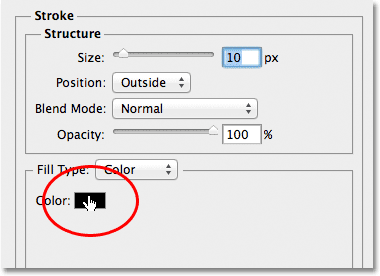 Stroke
Structure
Size: 10 px
Position: Outside
Blend Mode: Normal
Opacity: 100 %
Fill Type: Color
Color: